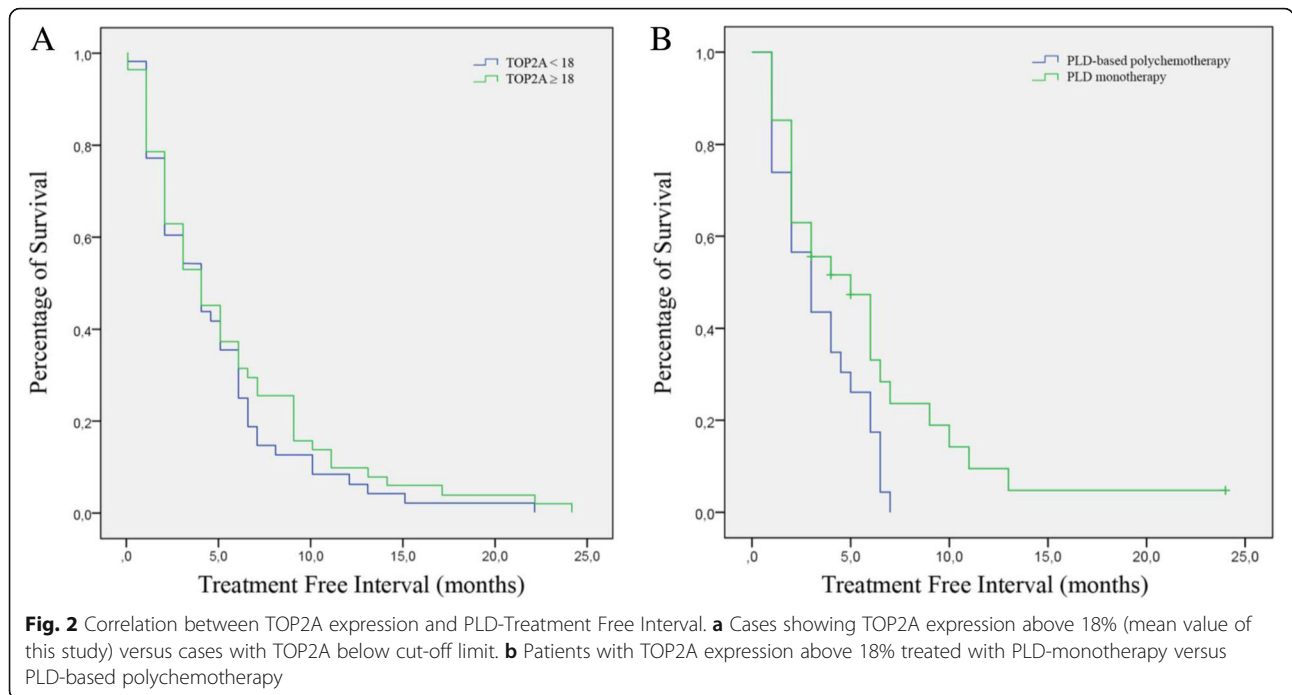 A
TOP2A < 18
TOP2A ≥ 18
Percentage of Survival
1,0
0,8
0,6
0,4
0,2
0,0
,0
5,0
10,0
15,0
20,0
25,0
Treatment Free Interval (months)
B
PLD-based polychemotherapy
PLD monotherapy
Percentage of Survival
1,0
0,8
0,6
0,4
0,2
0,0
,0
5,0
10,0
15,0
20,0
25,0
Treatment Free Interval (months)
Fig. 2 Correlation between TOP2A expression and PLD-Treatment Free Interval. a Cases showing TOP2A expression above 18% (mean value of
this study) versus cases with TOP2A below cut-off limit. b Patients with TOP2A expression above 18% treated with PLD-monotherapy versus
PLD-based polychemotherapy